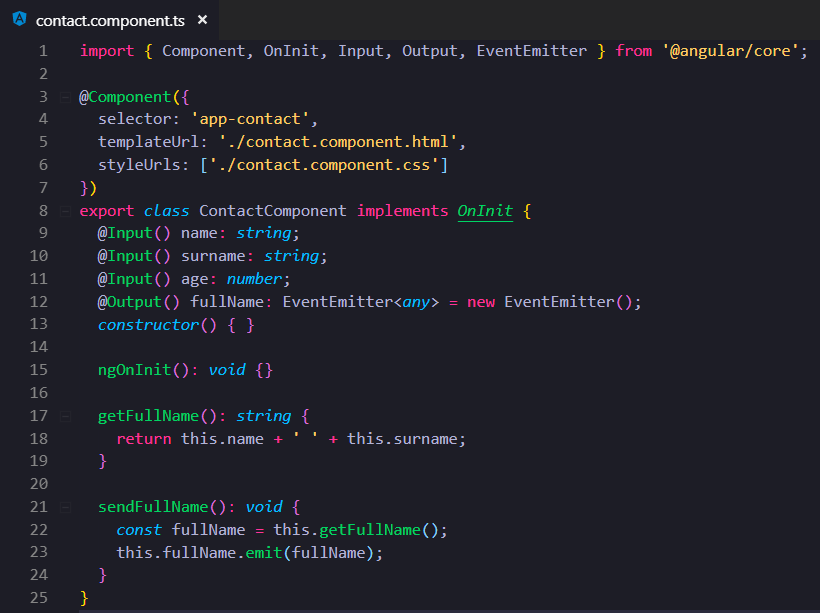 contact.component.ts ×
1 import { Component, OnInit, Input, Output, EventEmitter } from '@angular/core';
2
3 @Component({
4   selector: 'app-contact',
5   templateUrl: './contact.component.html',
6   styleUrls: ['./contact.component.css']
7 })
8 export class ContactComponent implements OnInit {
9   @Input() name: string;
10   @Input() surname: string;
11   @Input() age: number;
12   @Output() fullName: EventEmitter<any> = new EventEmitter();
13   constructor() { }
14
15   ngOnInit(): void {}
16
17   getFullName(): string {
18     return this.name + ' ' + this.surname;
19   }
20
21   sendFullName(): void {
22     const fullName = this.getFullName();
23     this.fullName.emit(fullName);
24   }
25 }